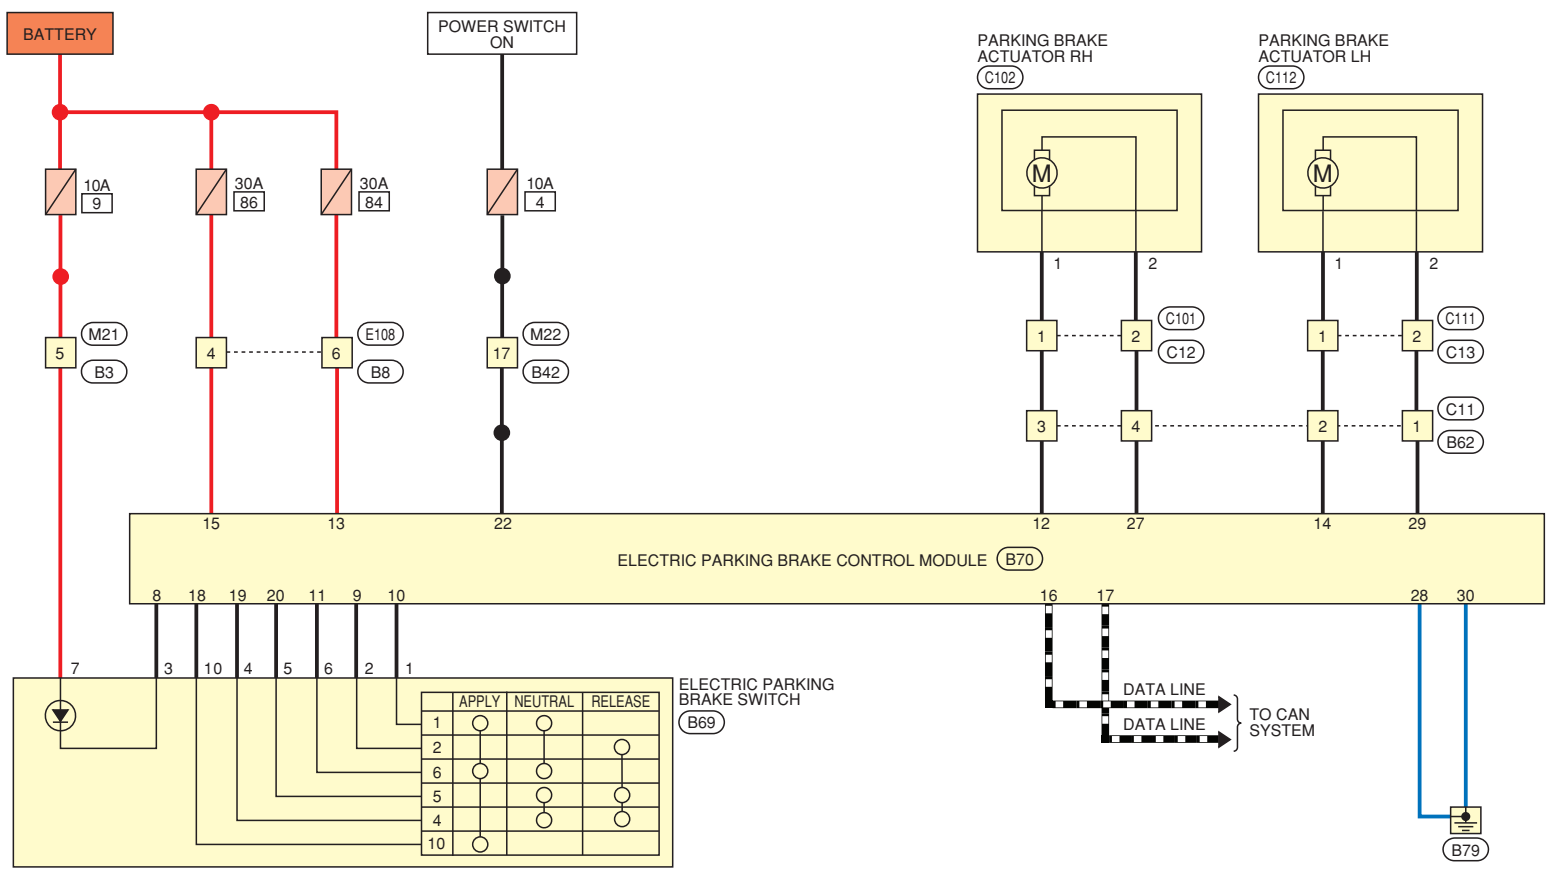 BATTERY
POWER SWITCH
ON
PARKING BRAKE
ACTUATOR RH
C102
PARKING BRAKE
ACTUATOR LH
C112
10A
9
30A
86
30A
84
10A
4
M
M
1
2
1
2
M21
5
B3
4
6
E108
B8
M22
17
B42
1
2
C101
C12
1
2
C111
C13
3
4
2
1
C11
B62
15
13
22
12
27
14
29
ELECTRIC PARKING BRAKE CONTROL MODULE B70
8
18
19
20
11
9
10
16
17
28
30
7
3
10
4
5
6
2
1
ELECTRIC PARKING
BRAKE SWITCH
B69
APPLY NEUTRAL RELEASE
1
2
6
5
4
10
DATA LINE
DATA LINE
TO CAN
SYSTEM
B79